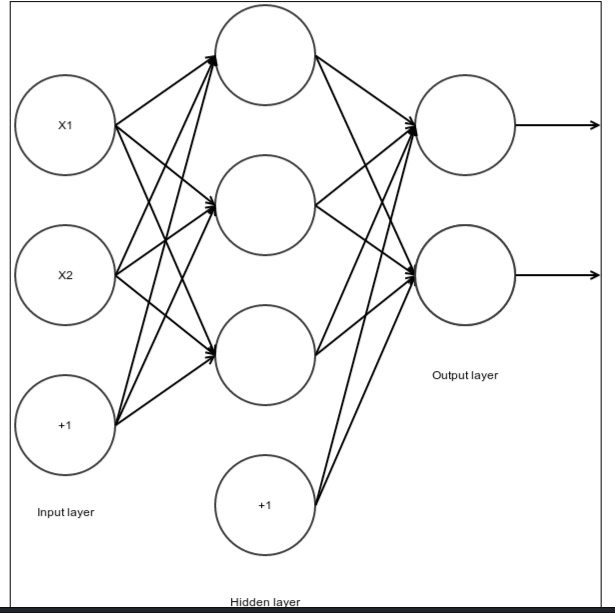 X1
X2
+1
Input layer
+1
Hidden layer
Output layer